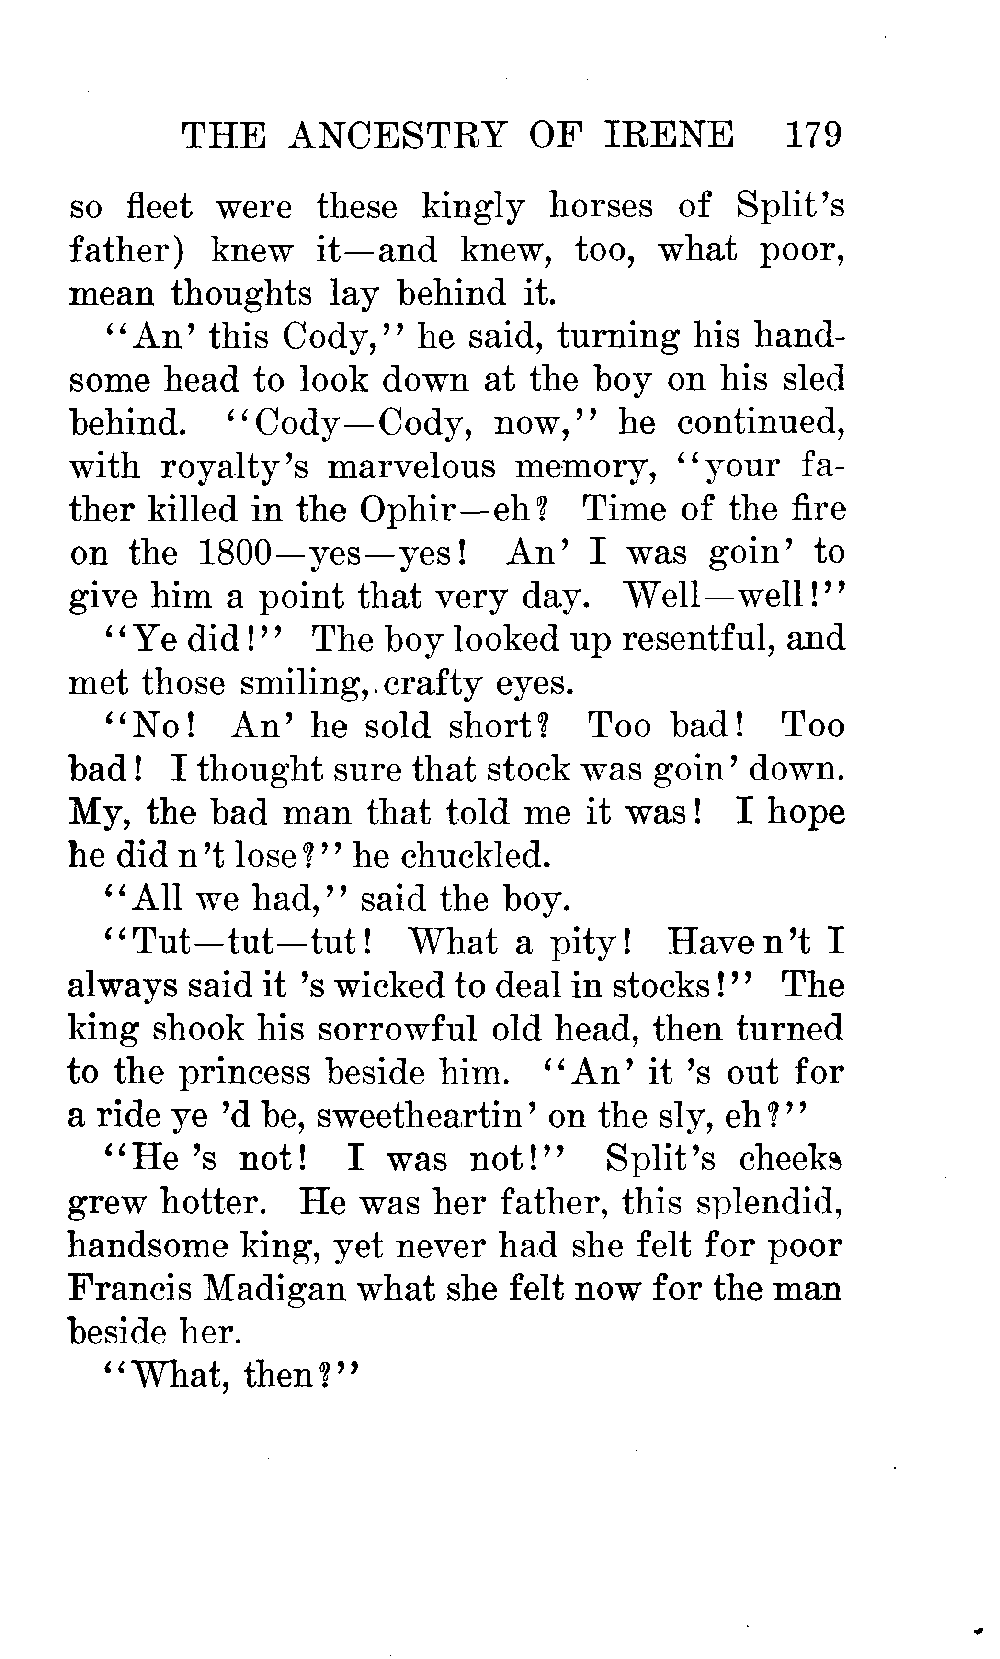 THE ANCESTRY OF IRENE 179
so fleet were these kingly horses of Split's
father) knew it—and knew, too, what poor,
mean thoughts lay behind it.
"An' this Cody," he said, turning his hand-
some head to look down at the boy on his sled
behind. "Cody—Cody, now," he continued,
with royalty's marvelous memory, "your fa-
ther killed in the Ophir—eh? Time of the fire
on the 1800—yes—yes! An' I was goin' to
give him a point that very day. Well—well!"
"Ye did!" The boy looked up resentful, and
met those smiling, crafty eyes.
"No! An' he sold short? Too bad! Too
bad! I thought sure that stock was goin' down.
My, the bad man that told me it was! I hope
he did n't lose?" he chuckled.
"All we had," said the boy.
"Tut—tut—tut! What a pity! Have n't I
always said it 's wicked to deal in stocks!" The
king shook his sorrowful old head, then turned
to the princess beside him. "An' it 's out for
a ride ye 'd be, sweetheartin' on the sly, eh?"
"He 's not! I was not!" Split's cheeks
grew hotter. He was her father, this splendid,
handsome king, yet never had she felt for poor
Francis Madigan what she felt now for the man
beside her.
"What, then?"